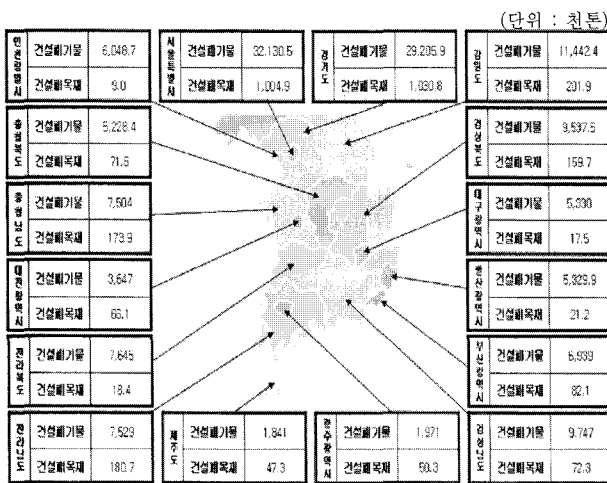 (단위 : 천톤)
인천광역시 건설폐기물 6,048.7
건설폐목재 9.0
서울특별시 건설폐기물 32,130.5
건설폐목재 1,004.9
경기도 건설폐기물 29,205.9
건설폐목재 1,030.8
강원도 건설폐기물 11,442.4
건설폐목재 201.9
충청북도 건설폐기물 5,228.4
건설폐목재 71.5
경상북도 건설폐기물 9,537.5
건설폐목재 159.7
충청남도 건설폐기물 7,504
건설폐목재 173.9
대구광역시 건설폐기물 5,330
건설폐목재 17.5
대전광역시 건설폐기물 3,647
건설폐목재 66.1
울산광역시 건설폐기물 5,929.9
건설폐목재 21.2
전라북도 건설폐기물 7,645
건설폐목재 18.4
부산광역시 건설폐기물 6,939
건설폐목재 82.1
전라남도 건설폐기물 7,529
건설폐목재 180.7
제주도 건설폐기물 1,841
건설폐목재 47.3
광주광역시 건설폐기물 1,971
건설폐목재 50.3
경상남도 건설폐기물 9,747
건설폐목재 72.3